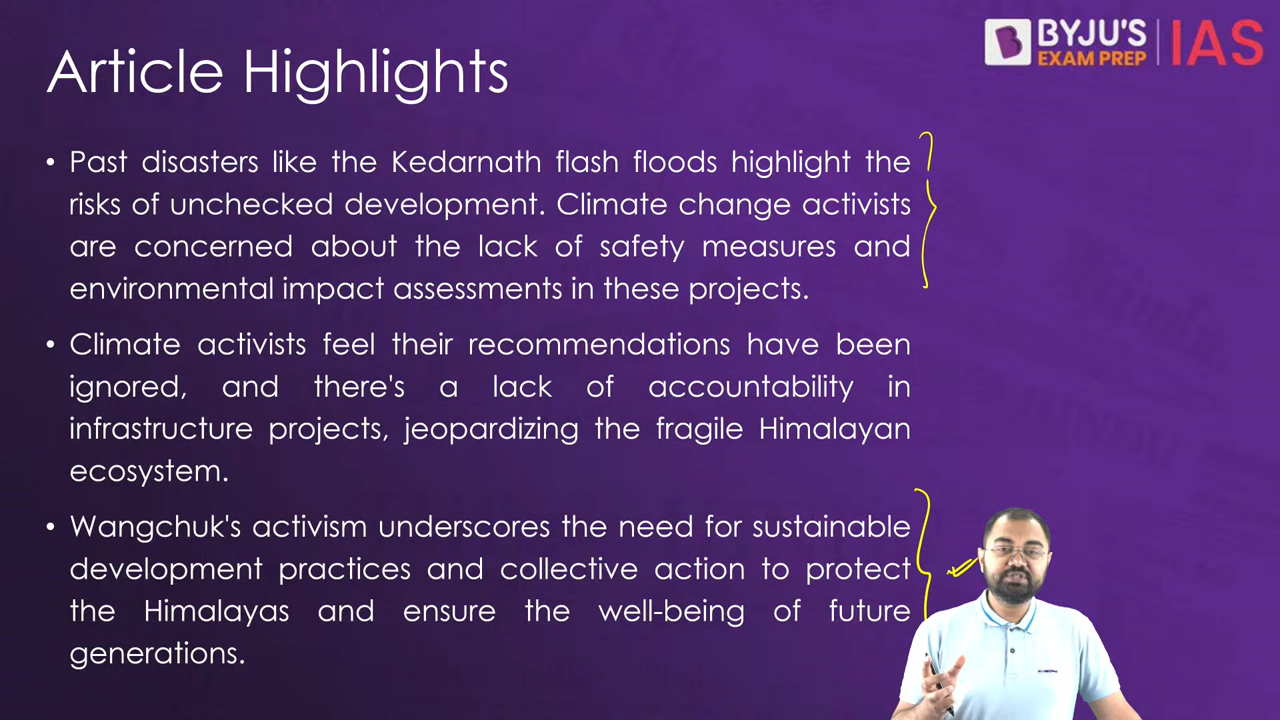 Article Highlights
BYJU'S
EXAM PREP
IAS
• Past disasters like the Kedarnath flash floods highlight the
risks of unchecked development. Climate change activists
are concerned about the lack of safety measures and
environmental impact assessments in these projects.
• Climate activists feel their recommendations have been
ignored, and there's a lack of accountability in
infrastructure projects, jeopardizing the fragile Himalayan
ecosystem.
• Wangchuk's activism underscores the need for sustainable
development practices and collective action to protect
the Himalayas and ensure the well-being of future
generations.